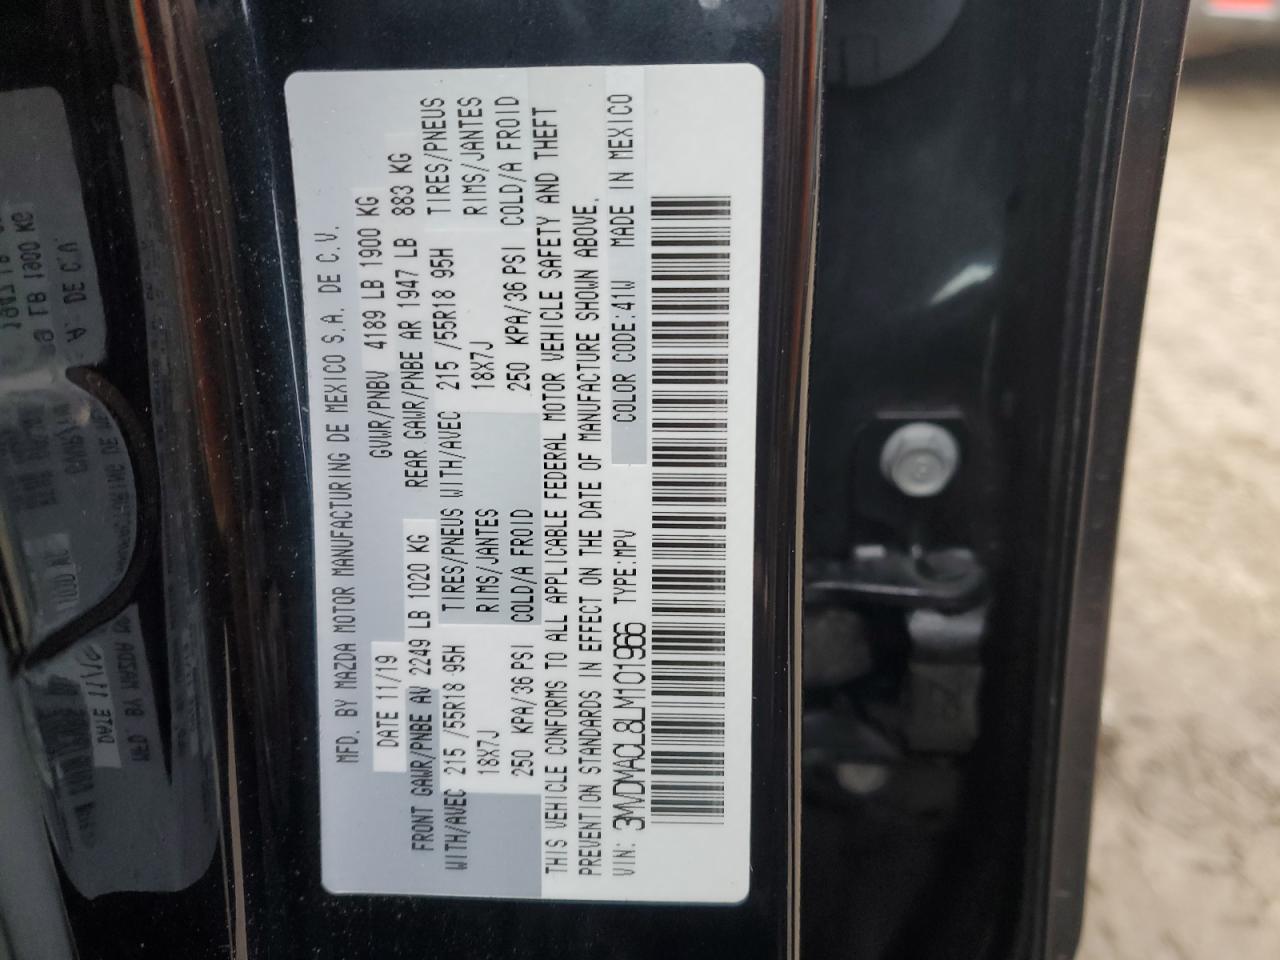 MFD. BY MAZDA MOTOR MANUFACTURING DE MEXICO S.A. DE C.V.
DATE 11/19 GVWR/PNBV 4189 LB 1900 KG
FRONT GAWR/PNBE AV 2249 LB 1020 KG REAR GAWR/PNBE AR 1947 LB 883 KG
WITH/AVEC 215 /55R18 95H TIRES/PNEUS WITH/AVEC 215 /55R18 95H TIRES/PNEUS
18X7J RIMS/JANTES 18X7J RIMS/JANTES
250 KPA/36 PSI COLD/A FROID 250 KPA/36 PSI COLD/A FROID
THIS VEHICLE CONFORMS TO ALL APPLICABLE FEDERAL MOTOR VEHICLE SAFETY AND THEFT
PREVENTION STANDARDS IN EFFECT ON THE DATE OF MANUFACTURE SHOWN ABOVE.
VIN: 3MVDMACL8LM101966 TYPE:MPV COLOR CODE:41W MADE IN MEXICO